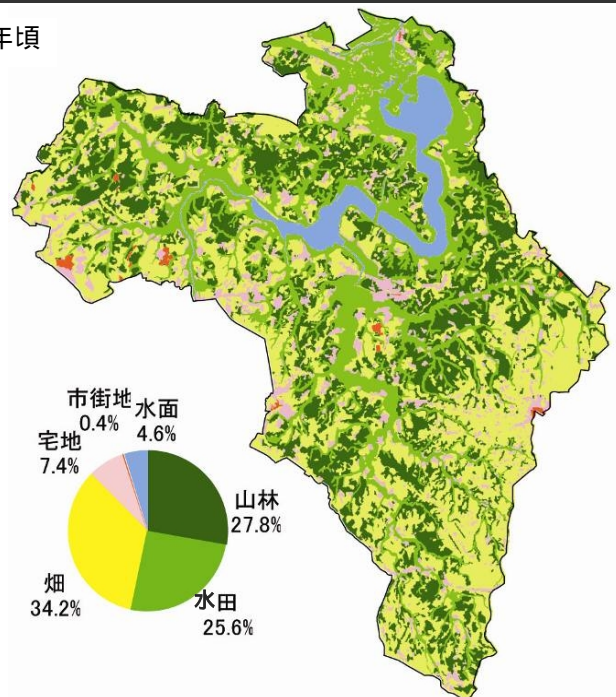 年頃
市街地
0.4%
水面
4.6%
宅地
7.4%
山林
27.8%
畑
34.2%
水田
25.6%